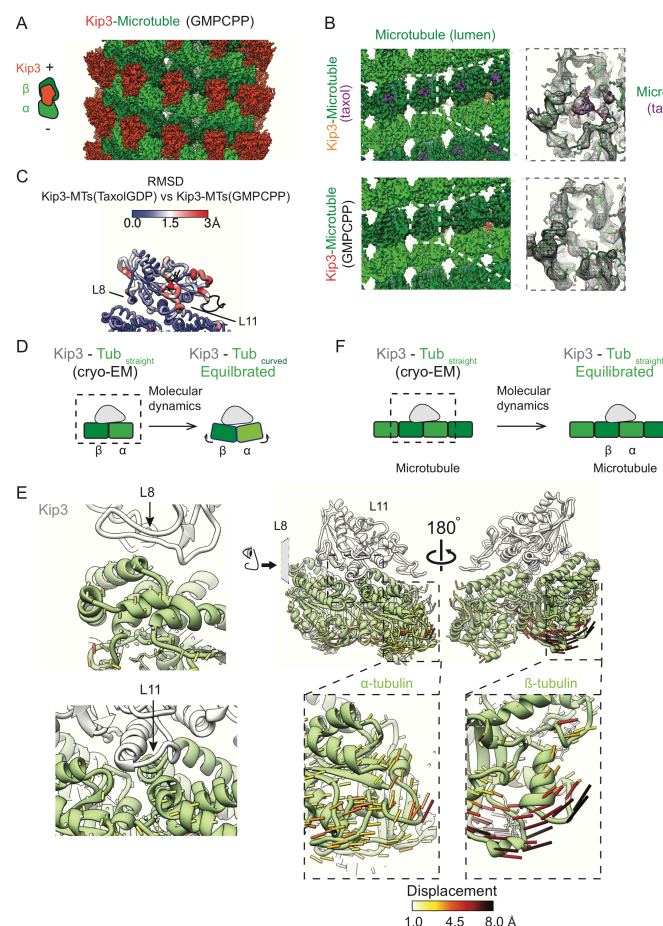 A
Kip3-Microtuble (GMPCPP)
Kip3
+
β
α
-
B
Microtubule (lumen)
Kip3-Microtuble
(taxol)
Micro
(ta
Kip3-Microtuble
(GMPCPP)
C
RMSD
Kip3-MTs(TaxolGDP) vs Kip3-MTs(GMPCPP)
0.0 1.5 3Å
L8
L11
D
Kip3 - Tub straight
(cryo-EM)
Molecular
dynamics
Kip3 - Tub curved
Equilbrated
β α
β α
F
Kip3 - Tub straight
(cryo-EM)
Molecular
dynamics
Kip3 - Tub straight
Equilibrated
β α
Microtubule
Microtubule
E
Kip3
L8
L11
L8
L11
180°
α-tubulin
ß-tubulin
Displacement
1.0 4.5 8.0 Å